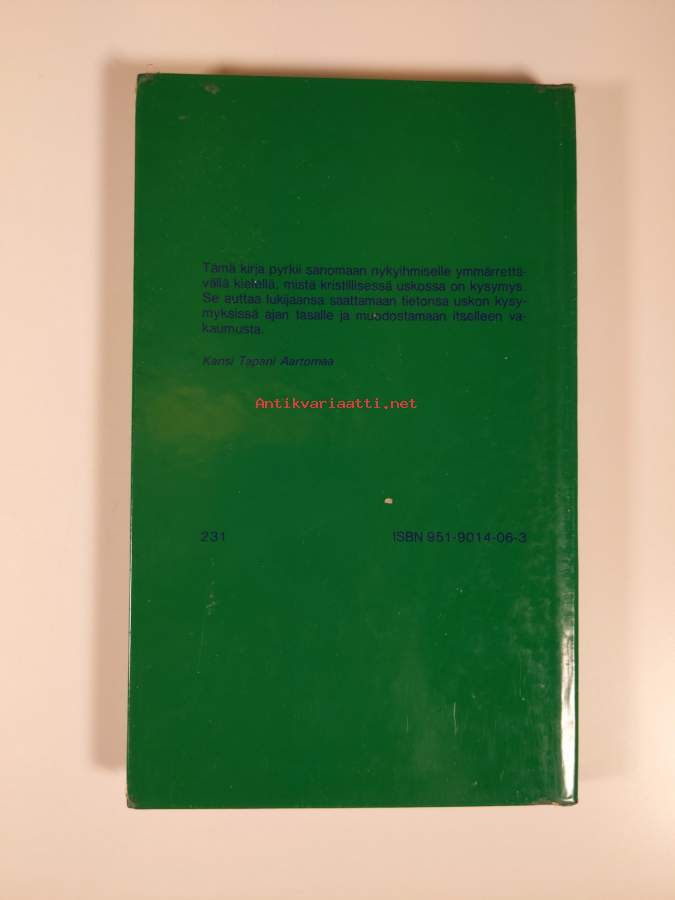 Tämä kirja pyrkii sanomaan nykyihmiselle ymmärrettä-
vällä kielellä, mistä kristillisessä uskossa on kysymys.
Se auttaa lukijaansa saattamaan tietonsa uskon kysy-
myksissä ajan tasalle ja muodostamaan itselleen va-
kaumusta.
Kansi Tapani Aartomaa
Antikvariaatti.net
231 ISBN 951-9014-06-3